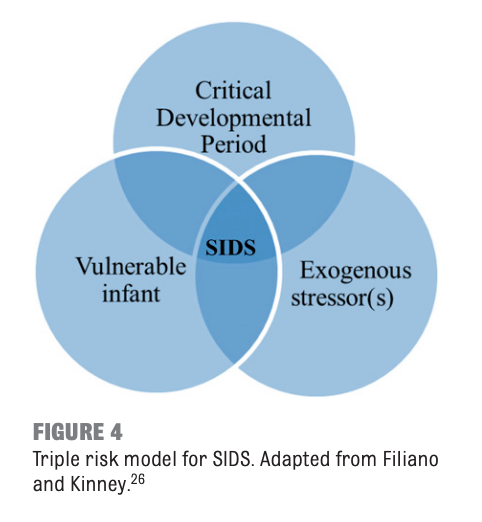 Critical
Developmental
Period
SIDS
Vulnerable
infant
Exogenous
stressor(s)
FIGURE 4
Triple risk model for SIDS. Adapted from Filiano
and Kinney.26